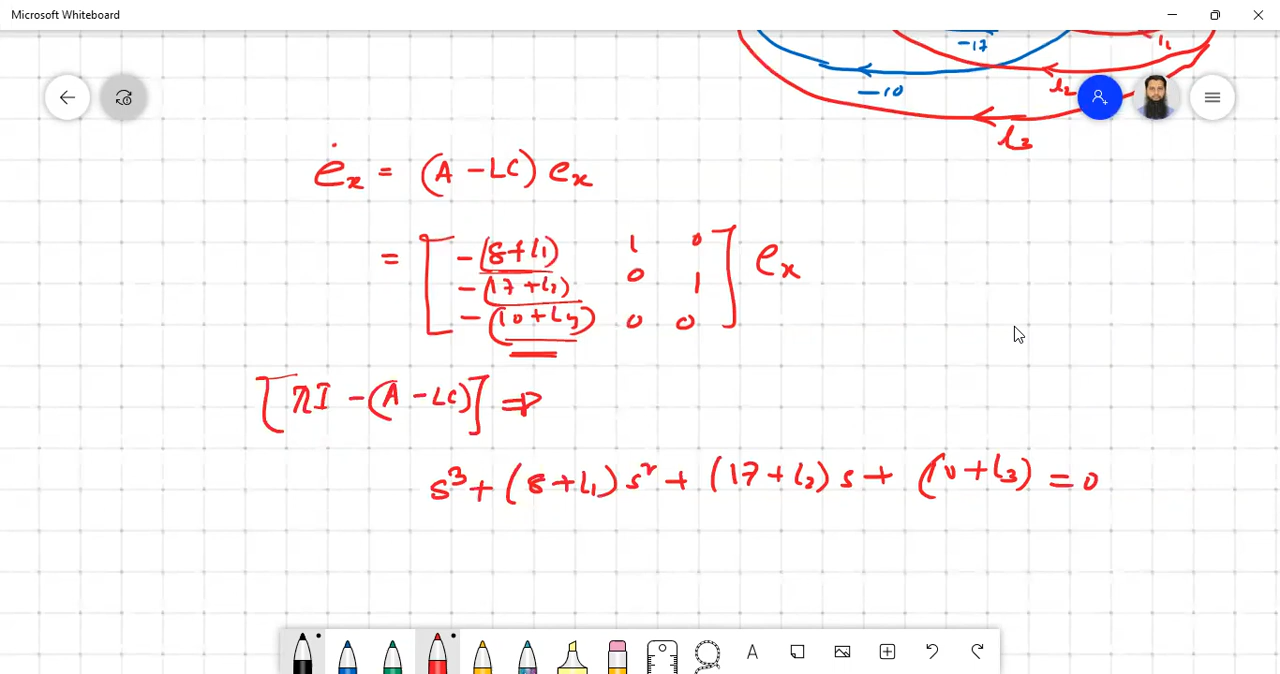 Microsoft Whiteboard
-17 l₁
-10 l₂
l₃
ėₓ = (A - LC) eₓ
= [ -(8+l₁) 1 0
-(17+l₂) 0 1
-(10+l₃) 0 0 ] eₓ
[λI - (A - LC)] ⇒
s³ + (8+l₁) s² + (17+l₂) s + (10+l₃) = 0
A